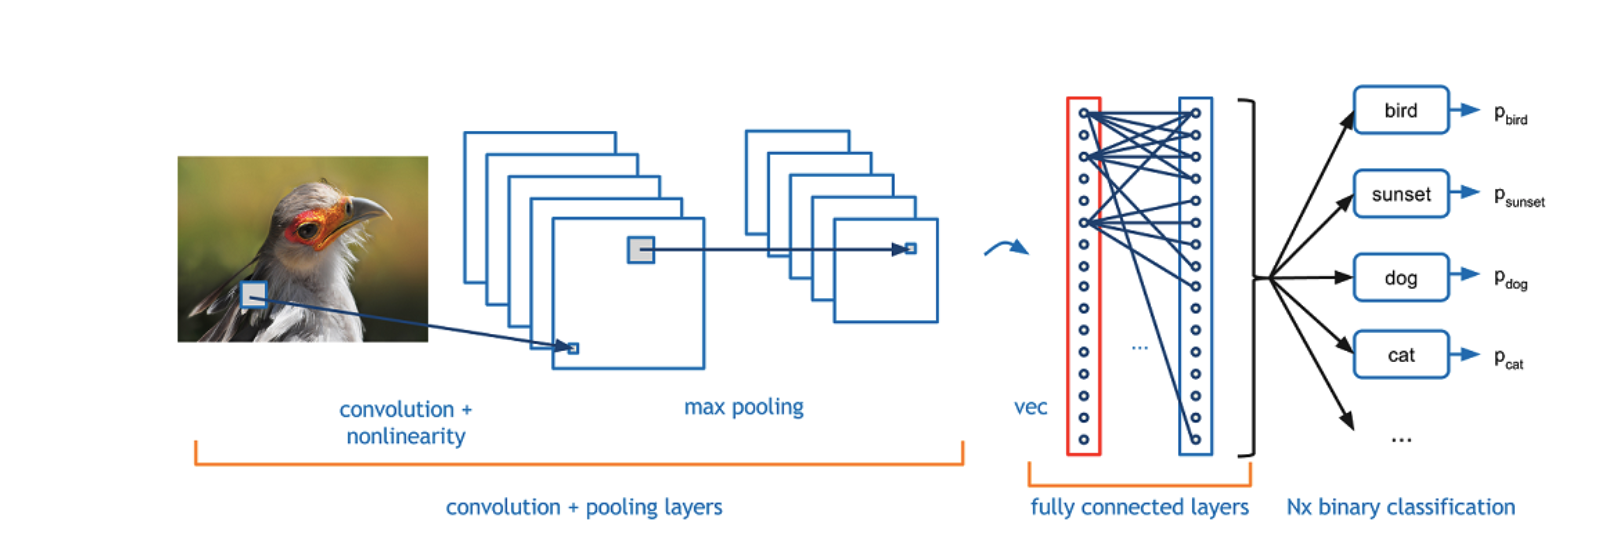 bird
p_bird
sunset
p_sunset
dog
p_dog
...
cat
p_cat
...
convolution +
nonlinearity
max pooling
vec
convolution + pooling layers
fully connected layers
Nx binary classification